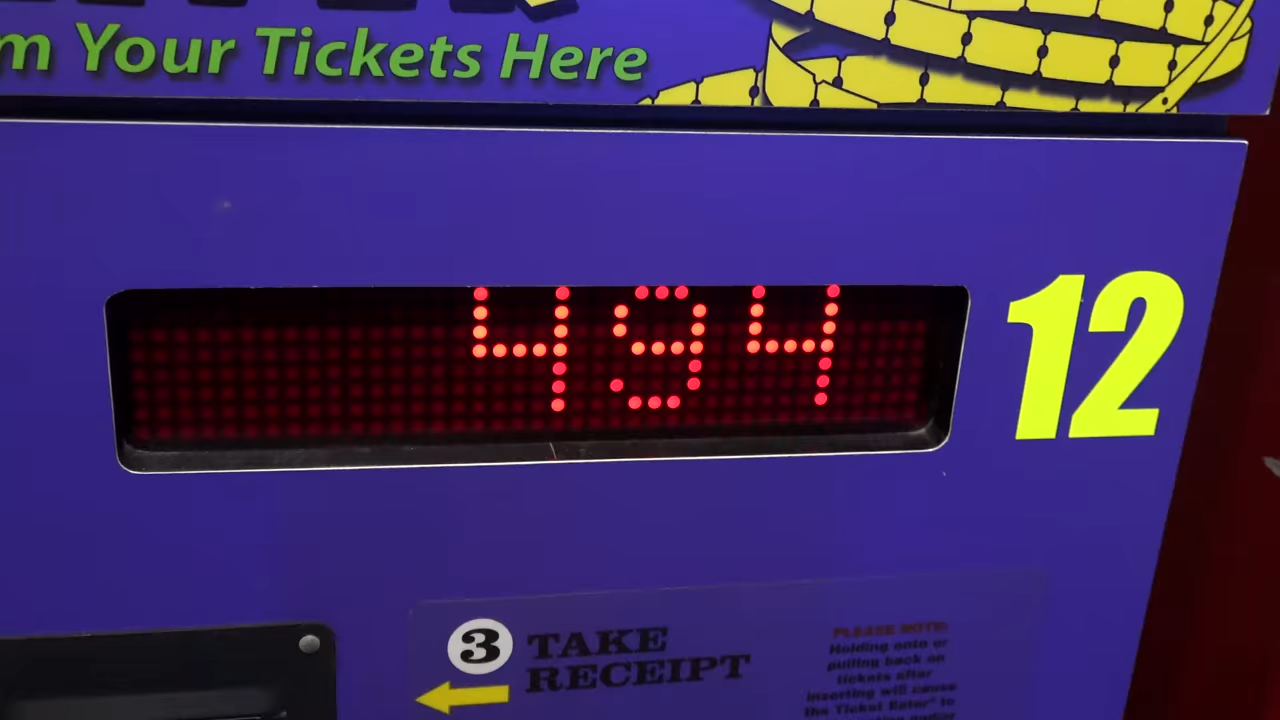 m Your Tickets Here
494
12
3 TAKE
RECEIPT
PLEASE NOTE:
Holding onto or
pulling back on
tickets after
inserting will cause
the Ticket Eater® to